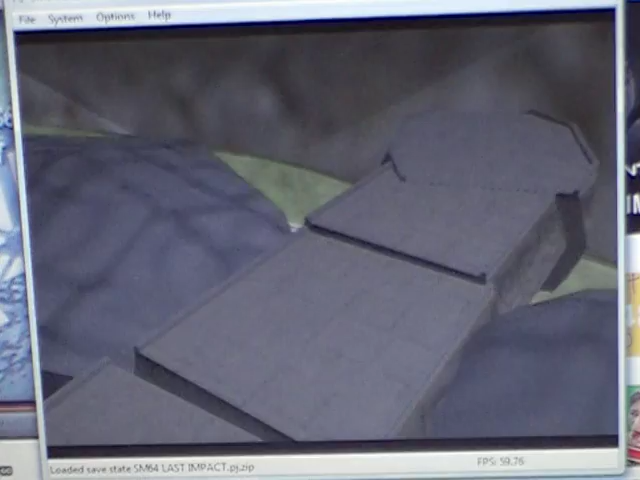 File System Options Help
Loaded save state SM64 LAST IMPACT.pj.zip
FPS: 59.76